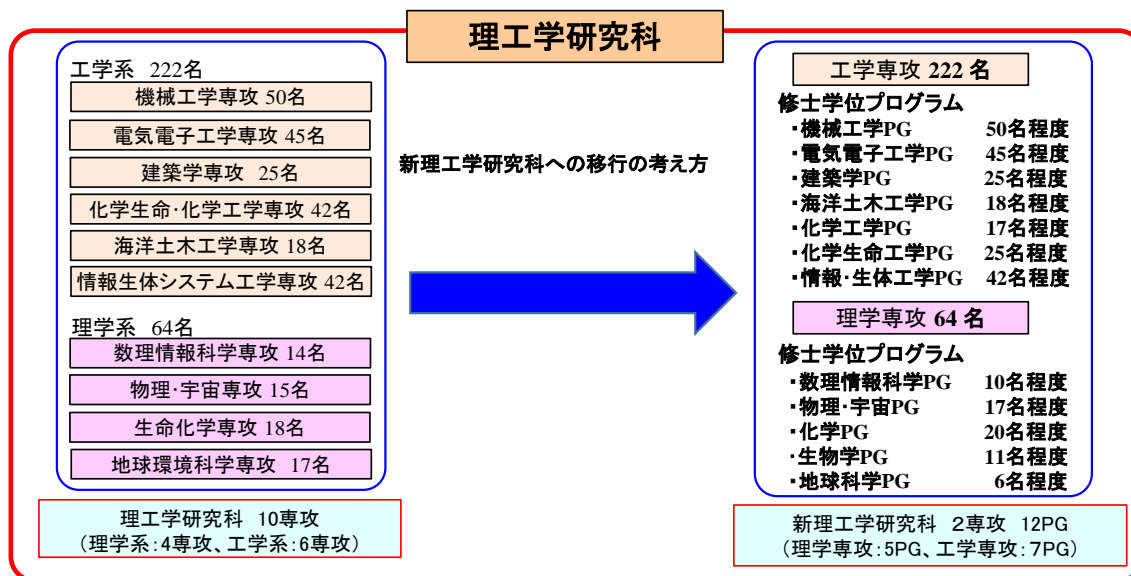 理工学研究科
工学系 222名
機械工学専攻 50名
電気電子工学専攻 45名
建築学専攻 25名
化学生命・化学工学専攻 42名
海洋土木工学専攻 18名
情報生体システム工学専攻 42名
理学系 64名
数理情報科学専攻 14名
物理・宇宙専攻 15名
生命化学専攻 18名
地球環境科学専攻 17名
理工学研究科 10専攻
(理学系:4専攻、工学系:6専攻)
新理工学研究科への移行の考え方
工学専攻 222 名
修士学位プログラム
・機械工学PG 50名程度
・電気電子工学PG 45名程度
・建築学PG 25名程度
・海洋土木工学PG 18名程度
・化学工学PG 17名程度
・化学生命工学PG 25名程度
・情報・生体工学PG 42名程度
理学専攻 64 名
修士学位プログラム
・数理情報科学PG 10名程度
・物理・宇宙PG 17名程度
・化学PG 20名程度
・生物学PG 11名程度
・地球科学PG 6名程度
新理工学研究科 2専攻 12PG
(理学専攻:5PG、工学専攻:7PG)